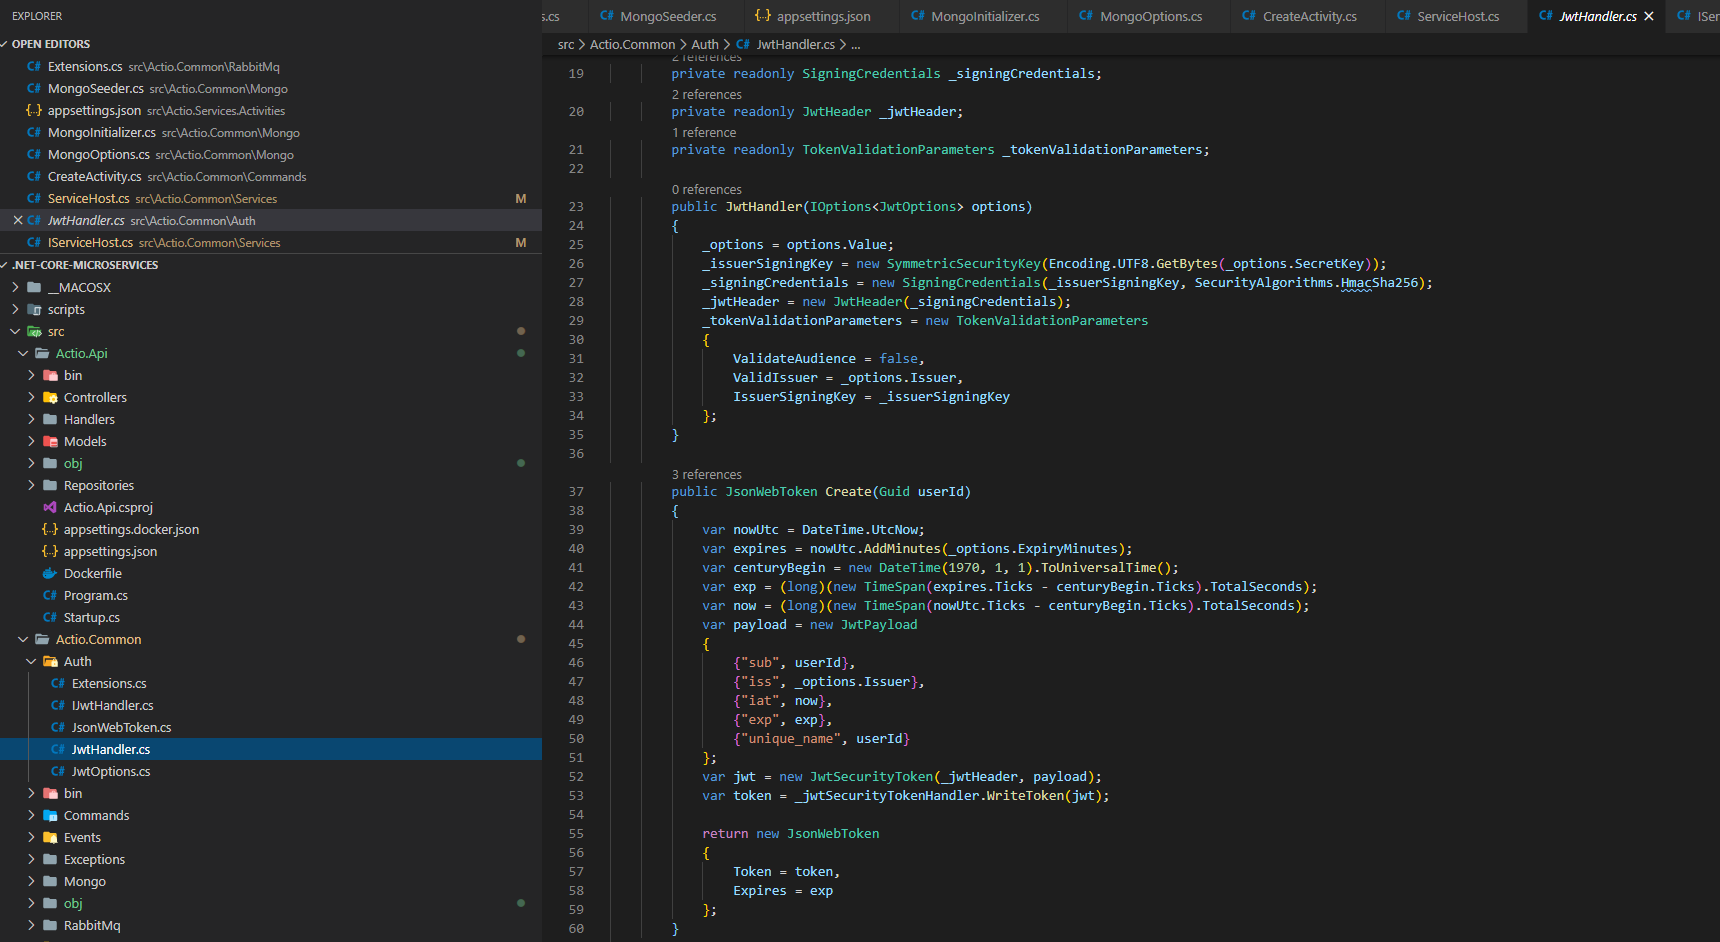 EXPLORER
OPEN EDITORS
C# Extensions.cs src\Actio.Common\RabbitMq
C# MongoSeeder.cs src\Actio.Common\Mongo
{..} appsettings.json src\Actio.Services.Activities
C# MongoInitializer.cs src\Actio.Common\Mongo
C# MongoOptions.cs src\Actio.Common\Mongo
C# CreateActivity.cs src\Actio.Common\Commands
C# ServiceHost.cs src\Actio.Common\Services M
C# JwtHandler.cs src\Actio.Common\Auth
C# IServiceHost.cs src\Actio.Common\Services M
.NET-CORE-MICROSERVICES
__MACOSX
scripts
src
Actio.Api
bin
Controllers
Handlers
Models
obj
Repositories
Actio.Api.csproj
{..} appsettings.docker.json
{..} appsettings.json
Dockerfile
C# Program.cs
C# Startup.cs
Actio.Common
Auth
C# Extensions.cs
C# IJwtHandler.cs
C# JsonWebToken.cs
C# JwtHandler.cs
C# JwtOptions.cs
bin
Commands
Events
Exceptions
Mongo
obj
RabbitMq
s.cs C# MongoSeeder.cs {..} appsettings.json C# MongoInitializer.cs C# MongoOptions.cs C# CreateActivity.cs C# ServiceHost.cs C# JwtHandler.cs C# ISer
src > Actio.Common > Auth > C# JwtHandler.cs > ...
2 references
19 private readonly SigningCredentials _signingCredentials;
2 references
20 private readonly JwtHeader _jwtHeader;
1 reference
21 private readonly TokenValidationParameters _tokenValidationParameters;
22
0 references
23 public JwtHandler(IOptions<JwtOptions> options)
24 {
25 _options = options.Value;
26 _issuerSigningKey = new SymmetricSecurityKey(Encoding.UTF8.GetBytes(_options.SecretKey));
27 _signingCredentials = new SigningCredentials(_issuerSigningKey, SecurityAlgorithms.HmacSha256);
28 _jwtHeader = new JwtHeader(_signingCredentials);
29 _tokenValidationParameters = new TokenValidationParameters
30 {
31 ValidateAudience = false,
32 ValidIssuer = _options.Issuer,
33 IssuerSigningKey = _issuerSigningKey
34 };
35 }
36
3 references
37 public JsonWebToken Create(Guid userId)
38 {
39 var nowUtc = DateTime.UtcNow;
40 var expires = nowUtc.AddMinutes(_options.ExpiryMinutes);
41 var centuryBegin = new DateTime(1970, 1, 1).ToUniversalTime();
42 var exp = (long)(new TimeSpan(expires.Ticks - centuryBegin.Ticks).TotalSeconds);
43 var now = (long)(new TimeSpan(nowUtc.Ticks - centuryBegin.Ticks).TotalSeconds);
44 var payload = new JwtPayload
45 {
46 {"sub", userId},
47 {"iss", _options.Issuer},
48 {"iat", now},
49 {"exp", exp},
50 {"unique_name", userId}
51 };
52 var jwt = new JwtSecurityToken(_jwtHeader, payload);
53 var token = _jwtSecurityTokenHandler.WriteToken(jwt);
54
55 return new JsonWebToken
56 {
57 Token = token,
58 Expires = exp
59 };
60 }